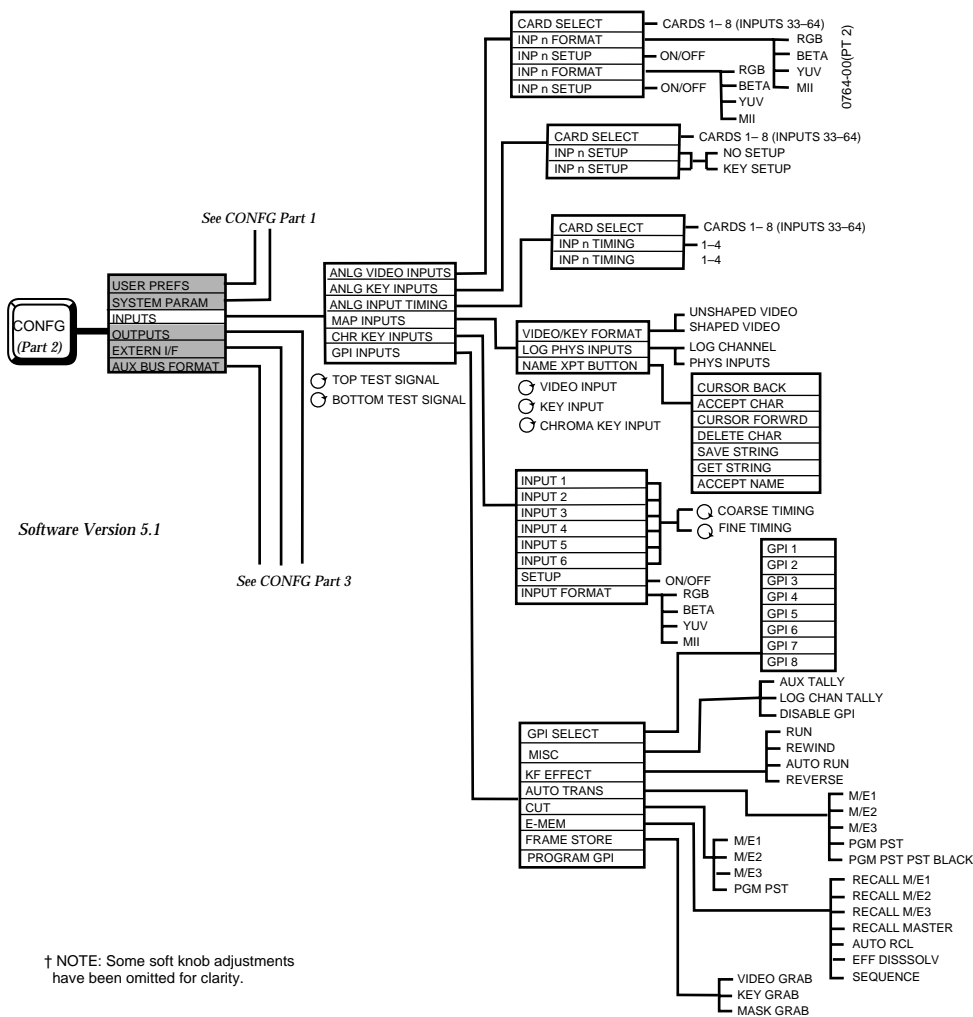 CARD SELECT
INP n FORMAT
INP n SETUP
INP n FORMAT
INP n SETUP
CARDS 1– 8 (INPUTS 33–64)
RGB
BETA
YUV
MII
ON/OFF
RGB
BETA
YUV
MII
ON/OFF
0764-00(PT 2)
CARD SELECT
INP n SETUP
INP n SETUP
CARDS 1– 8 (INPUTS 33–64)
NO SETUP
KEY SETUP
See CONFG Part 1
CARD SELECT
INP n TIMING
INP n TIMING
CARDS 1– 8 (INPUTS 33–64)
1–4
1–4
CONFG
(Part 2)
USER PREFS
SYSTEM PARAM
INPUTS
OUTPUTS
EXTERN I/F
AUX BUS FORMAT
ANLG VIDEO INPUTS
ANLG KEY INPUTS
ANLG INPUT TIMING
MAP INPUTS
CHR KEY INPUTS
GPI INPUTS
TOP TEST SIGNAL
BOTTOM TEST SIGNAL
VIDEO/KEY FORMAT
LOG PHYS INPUTS
NAME XPT BUTTON
UNSHAPED VIDEO
SHAPED VIDEO
LOG CHANNEL
PHYS INPUTS
VIDEO INPUT
KEY INPUT
CHROMA KEY INPUT
CURSOR BACK
ACCEPT CHAR
CURSOR FORWRD
DELETE CHAR
SAVE STRING
GET STRING
ACCEPT NAME
Software Version 5.1
See CONFG Part 3
INPUT 1
INPUT 2
INPUT 3
INPUT 4
INPUT 5
INPUT 6
SETUP
INPUT FORMAT
COARSE TIMING
FINE TIMING
ON/OFF
RGB
BETA
YUV
MII
GPI 1
GPI 2
GPI 3
GPI 4
GPI 5
GPI 6
GPI 7
GPI 8
GPI SELECT
MISC
KF EFFECT
AUTO TRANS
CUT
E-MEM
FRAME STORE
PROGRAM GPI
AUX TALLY
LOG CHAN TALLY
DISABLE GPI
RUN
REWIND
AUTO RUN
REVERSE
M/E1
M/E2
M/E3
PGM PST
PGM PST PST BLACK
M/E1
M/E2
M/E3
PGM PST
RECALL M/E1
RECALL M/E2
RECALL M/E3
RECALL MASTER
AUTO RCL
EFF DISSSOLV
SEQUENCE
VIDEO GRAB
KEY GRAB
MASK GRAB
† NOTE: Some soft knob adjustments
have been omitted for clarity.